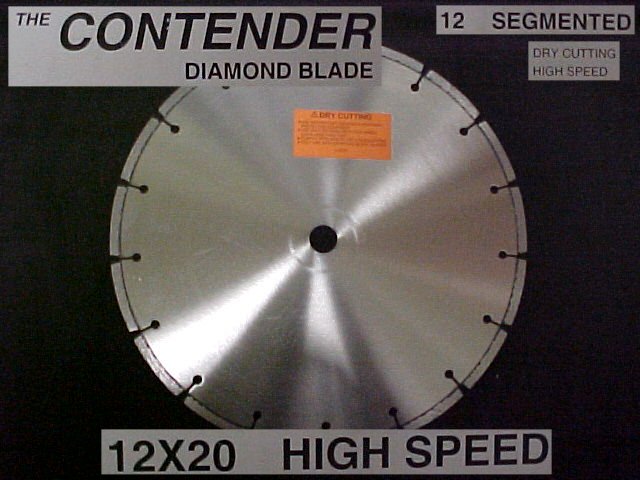 THE CONTENDER
DIAMOND BLADE
12 SEGMENTED
DRY CUTTING
HIGH SPEED
⚠DRY CUTTING
12X20 HIGH SPEED